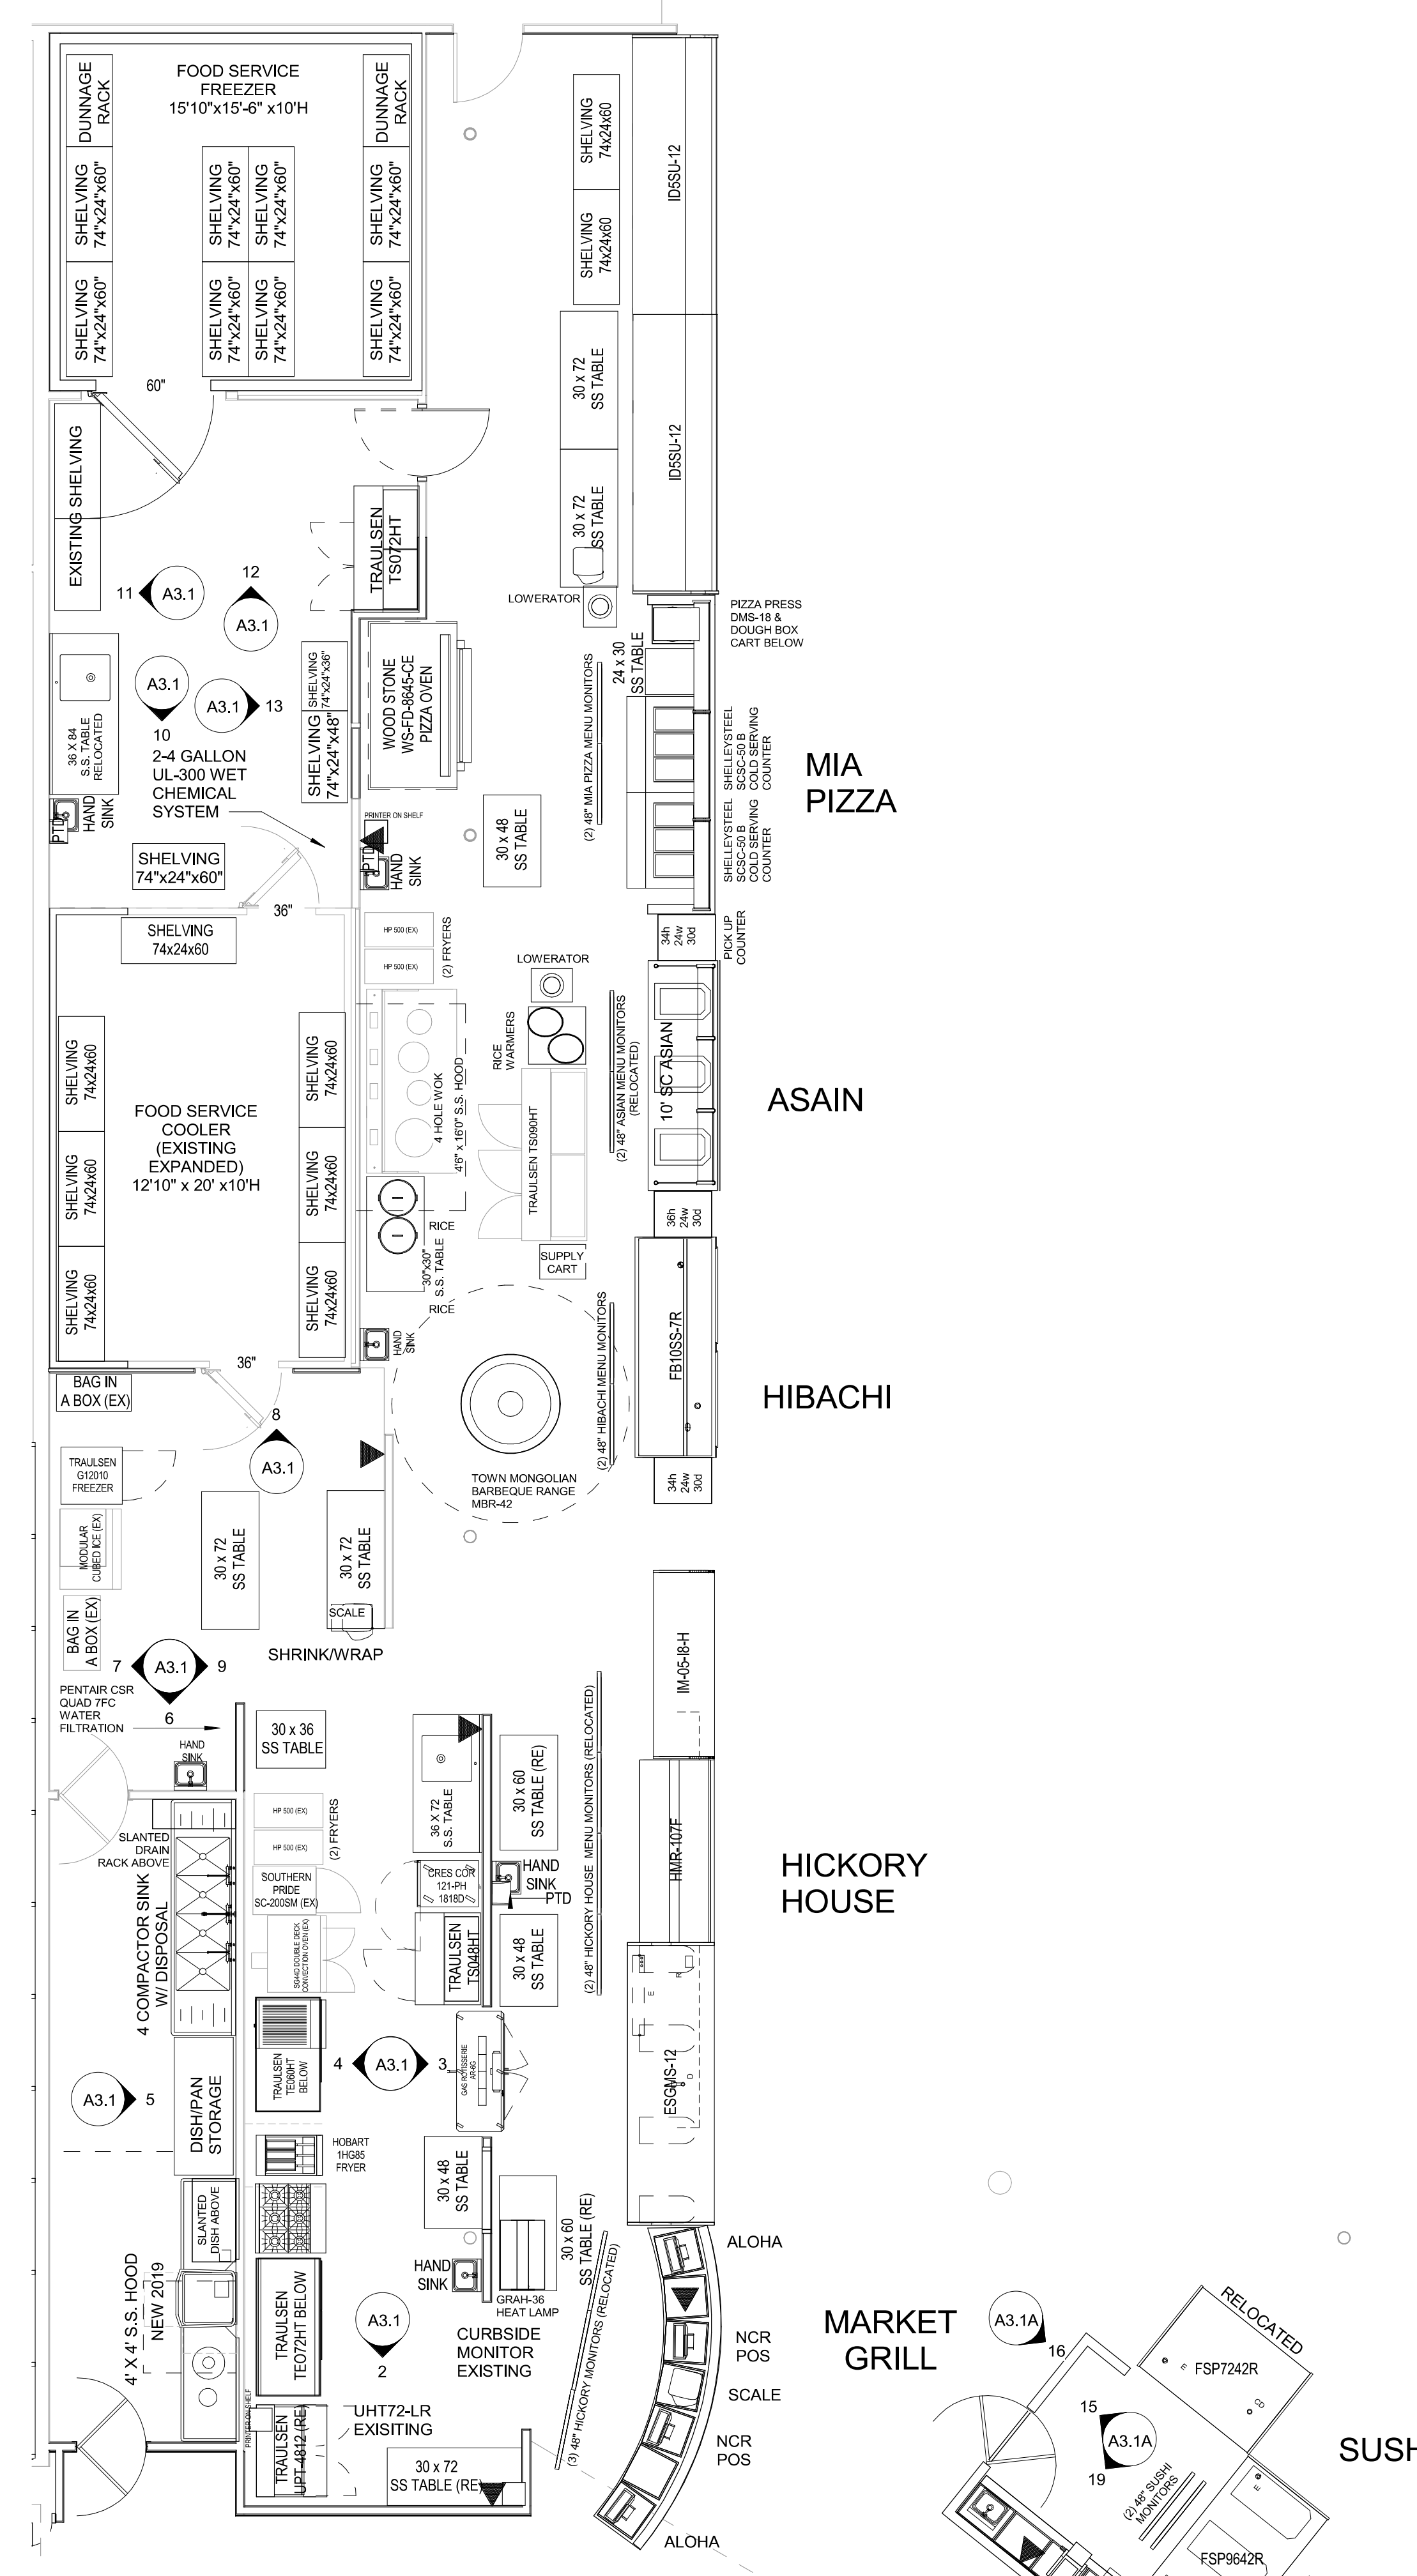 FOOD SERVICE
FREEZER
15'10"x15'-6" x10'H
DUNNAGE
RACK
DUNNAGE
RACK
SHELVING
74"x24"x60"
SHELVING
74"x24"x60"
SHELVING
74"x24"x60"
SHELVING
74"x24"x60"
SHELVING
74"x24"x60"
SHELVING
74"x24"x60"
SHELVING
74"x24"x60"
SHELVING
74"x24"x60"
60"
SHELVING
74x24x60
SHELVING
74x24x60
ID5SU-12
ID5SU-12
30 x 72
SS TABLE
30 x 72
SS TABLE
EXISTING SHELVING
TRAULSEN
TS072HT
11
A3.1
12
A3.1
A3.1
10
A3.1
13
LOWERATOR
PIZZA PRESS
DMS-18 &
DOUGH BOX
CART BELOW
24 x 30
SS TABLE
36 X 84
S.S. TABLE
RELOCATED
SHELVING
74"x24"x36"
SHELVING
74"x24"x48"
WOOD STONE
WS-FD-8645-CE
PIZZA OVEN
(2) 48" MIA PIZZA MENU MONITORS
SHELLEYSTEEL
SCSC-50 B
COLD SERVING
COUNTER
SHELLEYSTEEL
SCSC-50 B
COLD SERVING
COUNTER
MIA
PIZZA
2-4 GALLON
UL-300 WET
CHEMICAL
SYSTEM
PTD
HAND
SINK
PRINTER ON SHELF
PTD
HAND
SINK
30 x 48
SS TABLE
SHELVING
74"x24"x60"
36"
SHELVING
74x24x60
HP 500 (EX)
HP 500 (EX)
(2) FRYERS
34h
24w
30d
PICK UP
COUNTER
LOWERATOR
RICE
WARMERS
(2) 48" ASIAN MENU MONITORS
(RELOCATED)
10' SC ASIAN
ASAIN
SHELVING
74x24x60
SHELVING
74x24x60
SHELVING
74x24x60
SHELVING
74x24x60
SHELVING
74x24x60
SHELVING
74x24x60
FOOD SERVICE
COOLER
(EXISTING
EXPANDED)
12'10" x 20' x10'H
4 HOLE WOK
4'6" x 16'0" S.S. HOOD
TRAULSEN TS090HT
RICE
30"x30"
S.S. TABLE
RICE
SUPPLY
CART
36h
24w
30d
HAND
SINK
(2) 48" HIBACHI MENU MONITORS
FB10SS-7R
HIBACHI
36"
BAG IN
A BOX (EX)
8
A3.1
TRAULSEN
G12010
FREEZER
TOWN MONGOLIAN
BARBEQUE RANGE
MBR-42
34h
24w
30d
MODULAR
CUBED ICE (EX)
30 x 72
SS TABLE
30 x 72
SS TABLE
SCALE
SHRINK/WRAP
BAG IN
A BOX (EX)
7
A3.1
9
6
PENTAIR CSR
QUAD 7FC
WATER
FILTRATION
HAND
SINK
30 x 36
SS TABLE
IM-05-I8-H
(2) 48" HICKORY HOUSE MENU MONITORS (RELOCATED)
36 X 72
S.S. TABLE
30 x 60
SS TABLE (RE)
HP 500 (EX)
HP 500 (EX)
(2) FRYERS
SLANTED
DRAIN
RACK ABOVE
4 COMPACTOR SINK
W/ DISPOSAL
SOUTHERN
PRIDE
SC-200SM (EX)
CRES COR
121-PH
1818D
HAND
SINK
PTD
HMR-107F
HICKORY
HOUSE
SG44D DOUBLE DECK
CONVECTION OVEN (EX)
TRAULSEN
TS048HT
30 x 48
SS TABLE
TRAULSEN
TE060HT
BELOW
4
A3.1
3
GAS ROTISSERIE
AR-6G
R
E
D
ESGMS-12
A3.1
5
DISH/PAN
STORAGE
HOBART
1HG85
FRYER
30 x 48
SS TABLE
SLANTED
DISH ABOVE
30 x 60
SS TABLE (RE)
HAND
SINK
GRAH-36
HEAT LAMP
4' X 4' S.S. HOOD
NEW 2019
TRAULSEN
TEO72HT BELOW
A3.1
2
CURBSIDE
MONITOR
EXISTING
(3) 48" HICKORY MONITORS (RELOCATED)
ALOHA
NCR
POS
SCALE
NCR
POS
ALOHA
MARKET
GRILL
PRINTER ON SHELF
TRAULSEN
UPT-4812 (RE)
UHT72-LR
EXISITING
30 x 72
SS TABLE (RE)
A3.1A
16
RELOCATED
E
FSP7242R
CD
15
A3.1A
19
(2) 48" SUSHI
MONITORS
E
FSP9642R
SUSH